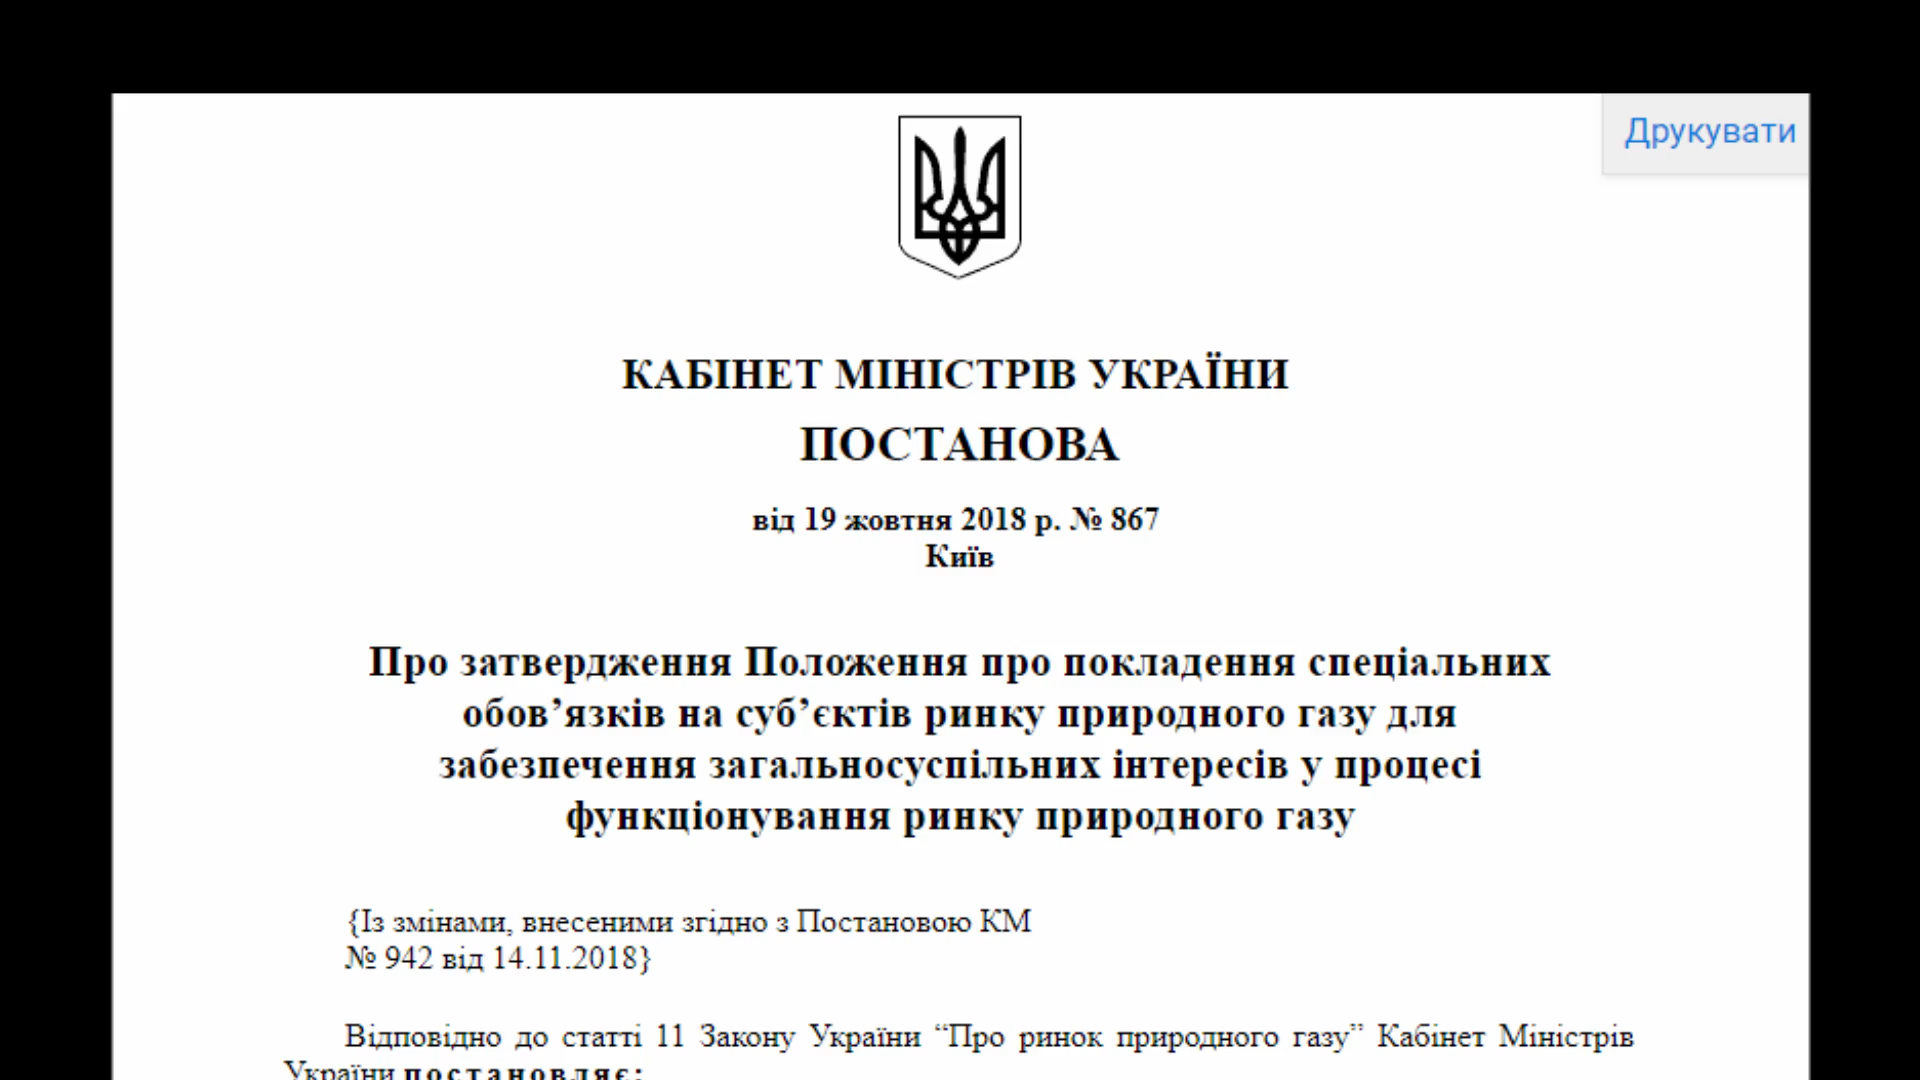 Друкувати
КАБІНЕТ МІНІСТРІВ УКРАЇНИ
ПОСТАНОВА
від 19 жовтня 2018 р. № 867
Київ
Про затвердження Положення про покладення спеціальних
обов’язків на суб’єктів ринку природного газу для
забезпечення загальносуспільних інтересів у процесі
функціонування ринку природного газу
{Із змінами, внесеними згідно з Постановою КМ
№ 942 від 14.11.2018}
Відповідно до статті 11 Закону України “Про ринок природного газу” Кабінет Міністрів
України постановляє: